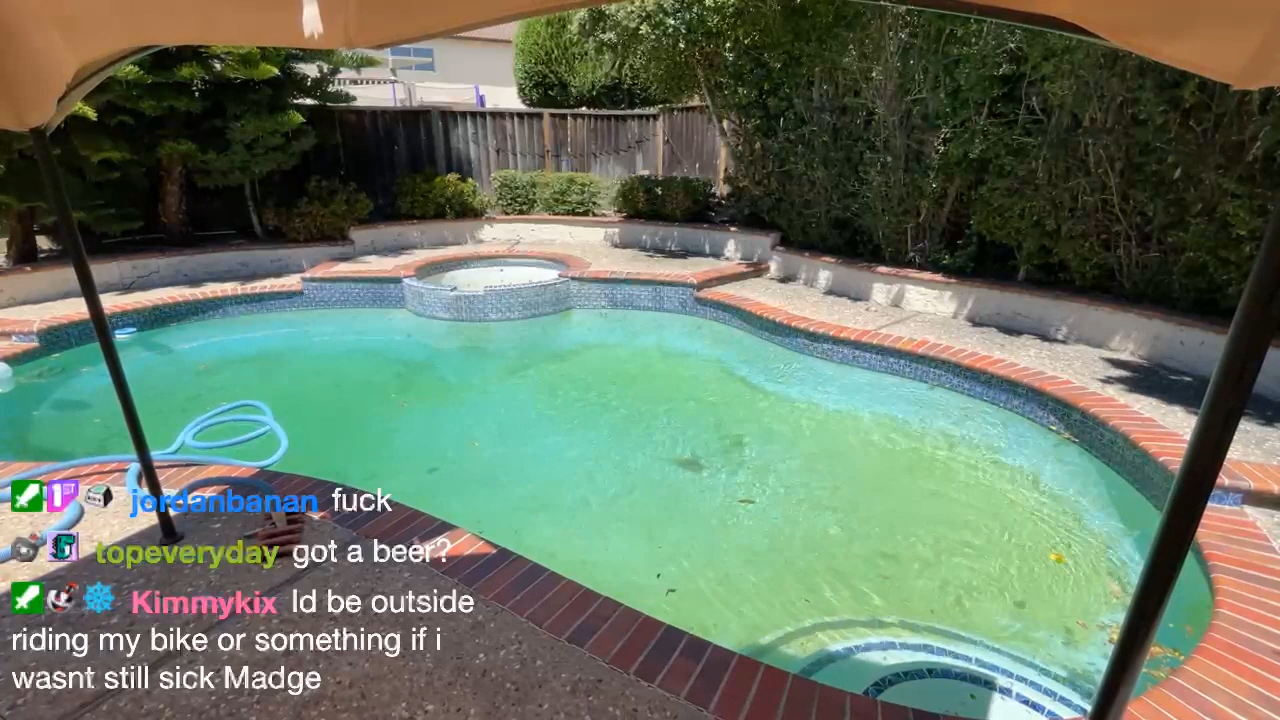 jordanbanan fuck
topeveryday got a beer?
Kimmykix Id be outside
riding my bike or something if i
wasnt still sick Madge